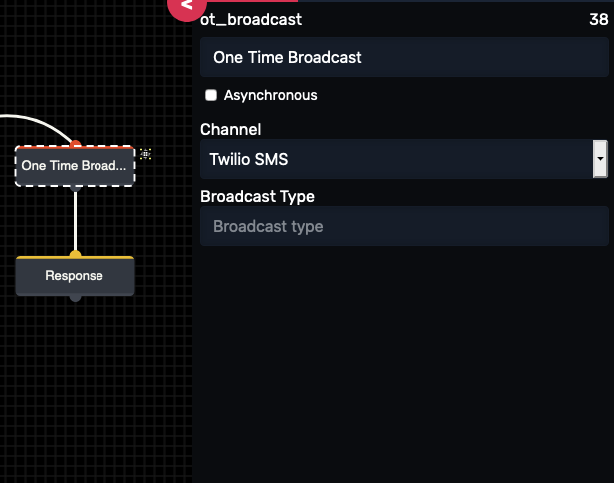 <
ot_broadcast 38
One Time Broadcast
Asynchronous
Channel
Twilio SMS
Broadcast Type
Broadcast type
One Time Broad...
Response